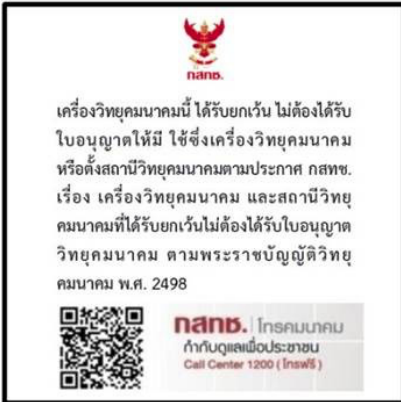 กสทช.
เครื่องวิทยุคมนาคมนี้ ได้รับยกเว้น ไม่ต้องได้รับ
ใบอนุญาตให้มี ใช้ซึ่งเครื่องวิทยุคมนาคม
หรือตั้งสถานีวิทยุคมนาคมตามประกาศ กสทช.
เรื่อง เครื่องวิทยุคมนาคม และสถานีวิทยุ
คมนาคมที่ได้รับยกเว้นไม่ต้องได้รับใบอนุญาต
วิทยุคมนาคม ตามพระราชบัญญัติวิทยุ
คมนาคม พ.ศ. 2498
กสทช. โทรคมนาคม
กำกับดูแลเพื่อประชาชน
Call Center 1200 (โทรฟรี)